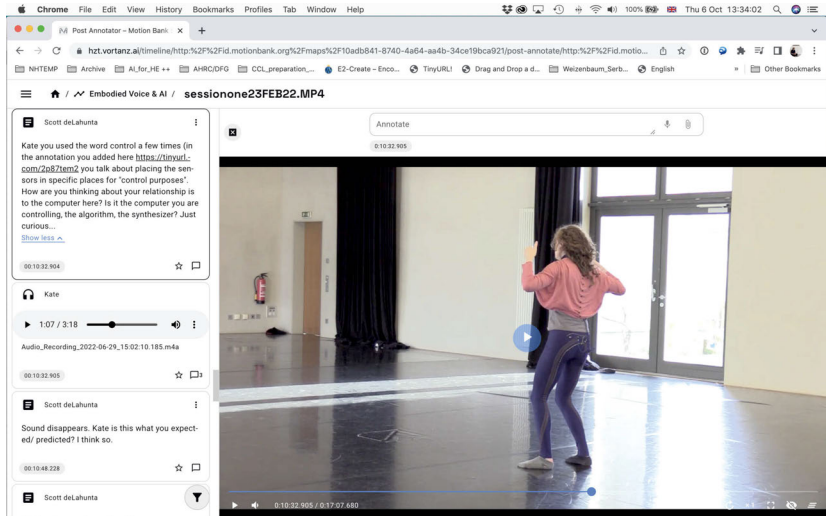 Chrome File Edit View History Bookmarks Profiles Tab Window Help 100% Thu 6 Oct 13:34:02
Post Annotator – Motion Bank
hzt.vortanz.ai/timeline/http:%2F%2Fid.motionbank.org%2Fmaps%2F10adb841-8740-4a64-aa4b-34ce19bca921/post-annotate/http:%2F%2Fid.motio...
NHTEMP Archive AI_for_HE ++ AHRC/DFG CCL_preparation_... E2-Create – Enco... TinyURL! Drag and Drop a d... Weizenbaum_Serb... English » Other Bookmarks
/ Embodied Voice & AI / sessionone23FEB22.MP4
Scott deLahunta
Kate you used the word control a few times (in
the annotation you added here https://tinyurl.-
com/2p87tem2 you talk about placing the sen-
sors in specific places for "control purposes".
How are you thinking about your relationship is
to the computer here? Is it the computer you are
controlling, the algorithm, the synthesizer? Just
curious...
Show less
00:10:32.904
Kate
1:07 / 3:18
Audio_Recording_2022-06-29_15:02:10.185.m4a
00:10:32.905 3
Scott deLahunta
Sound disappears. Kate is this what you expect-
ed/ predicted? I think so.
00:10:48.228
Scott deLahunta
Annotate
0:10:32.905
0:10:32.905 / 0:17:07.680